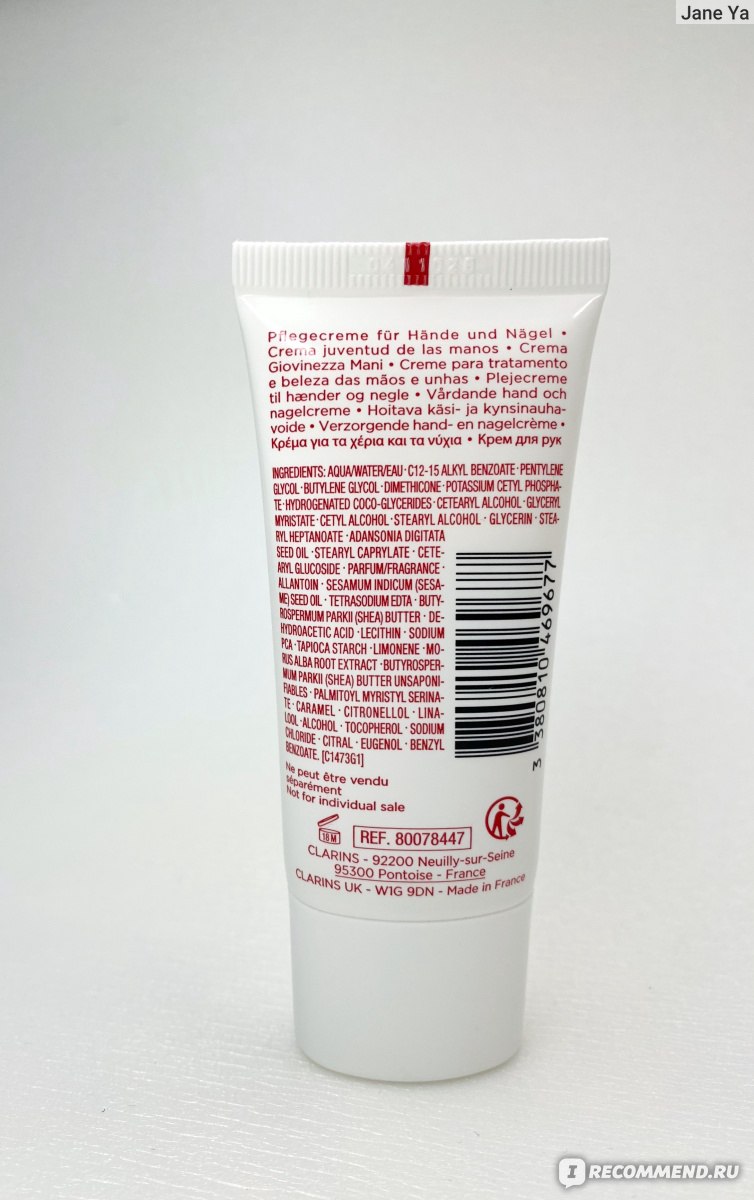 Jane Ya
Pflegecreme für Hände und Nägel •
Crema juventud de las manos • Crema
Giovinezza Mani • Creme para tratamento
e beleza das mãos e unhas • Plejecreme
til hænder og negle • Vårdande hand och
nagelcreme • Hoitava käsi- ja kynsinauha-
voide • Verzorgende hand- en nagelcrème •
Κρέμα για τα χέρια και τα νύχια • Крем для рук
INGREDIENTS: AQUA/WATER/EAU · C12-15 ALKYL BENZOATE · PENTYLENE
GLYCOL · BUTYLENE GLYCOL · DIMETHICONE · POTASSIUM CETYL PHOSPHA-
TE · HYDROGENATED COCO-GLYCERIDES · CETEARYL ALCOHOL · GLYCERYL
MYRISTATE · CETYL ALCOHOL · STEARYL ALCOHOL · GLYCERIN · STEA-
RYL HEPTANOATE · ADANSONIA DIGITATA
SEED OIL · STEARYL CAPRYLATE · CETE-
ARYL GLUCOSIDE · PARFUM/FRAGRANCE ·
ALLANTOIN · SESAMUM INDICUM (SESA-
ME) SEED OIL · TETRASODIUM EDTA · BUTY-
ROSPERMUM PARKII (SHEA) BUTTER · DE-
HYDROACETIC ACID · LECITHIN · SODIUM
PCA · TAPIOCA STARCH · LIMONENE · MO-
RUS ALBA ROOT EXTRACT · BUTYROSPER-
MUM PARKII (SHEA) BUTTER UNSAPONI-
FIABLES · PALMITOYL MYRISTYL SERINA-
TE · CARAMEL · CITRONELLOL · LINA-
LOOL · ALCOHOL · TOCOPHEROL · SODIUM
CHLORIDE · CITRAL · EUGENOL · BENZYL
BENZOATE. [C1473G1]
3 380810 469677
Ne peut être vendu
séparément
Not for individual sale
18 M
REF. 80078447
CLARINS - 92200 Neuilly-sur-Seine
95300 Pontoise - France
CLARINS UK - W1G 9DN - Made in France
I RECOMMEND.RU